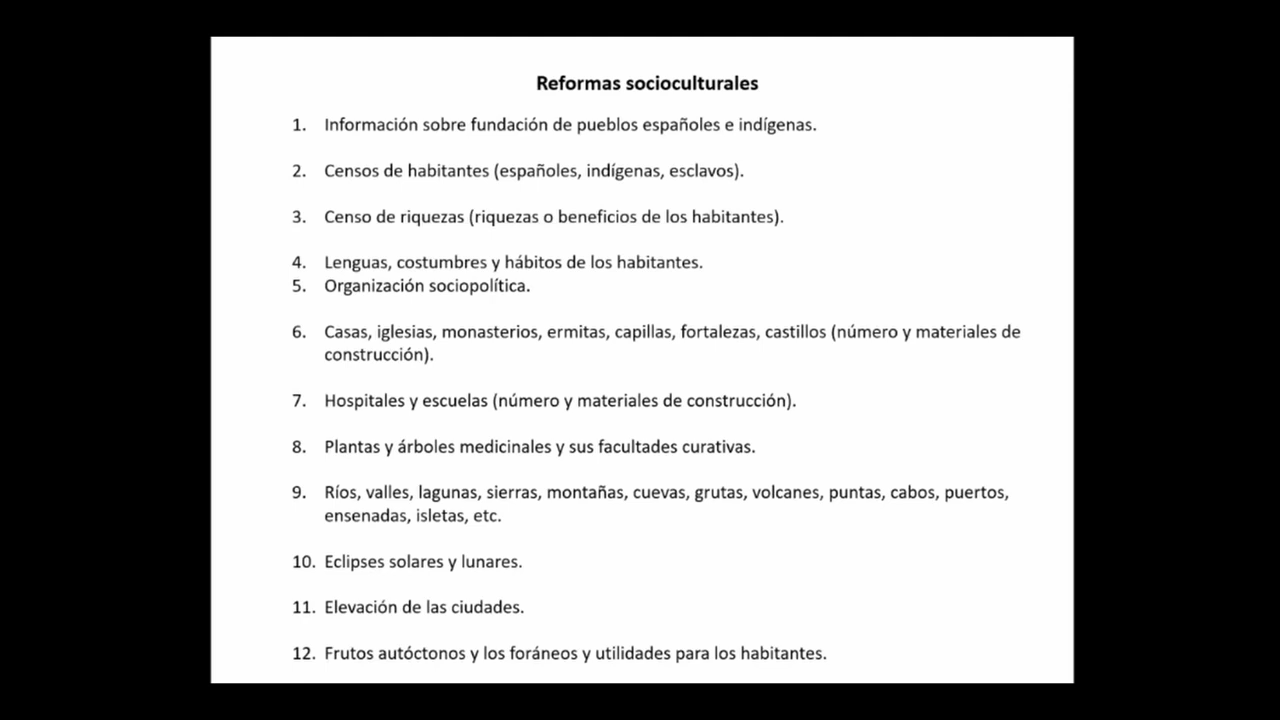 Reformas socioculturales
1. Información sobre fundación de pueblos españoles e indígenas.
2. Censos de habitantes (españoles, indígenas, esclavos).
3. Censo de riquezas (riquezas o beneficios de los habitantes).
4. Lenguas, costumbres y hábitos de los habitantes.
5. Organización sociopolítica.
6. Casas, iglesias, monasterios, ermitas, capillas, fortalezas, castillos (número y materiales de
construcción).
7. Hospitales y escuelas (número y materiales de construcción).
8. Plantas y árboles medicinales y sus facultades curativas.
9. Ríos, valles, lagunas, sierras, montañas, cuevas, grutas, volcanes, puntas, cabos, puertos,
ensenadas, isletas, etc.
10. Eclipses solares y lunares.
11. Elevación de las ciudades.
12. Frutos autóctonos y los foráneos y utilidades para los habitantes.